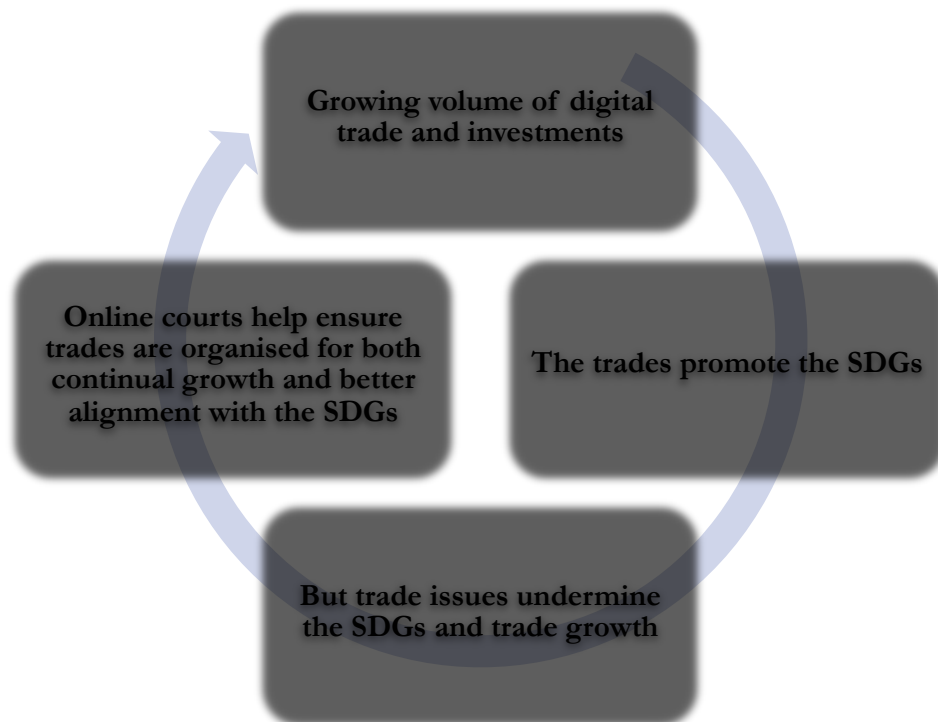 Growing volume of digital
trade and investments
The trades promote the SDGs
But trade issues undermine
the SDGs and trade growth
Online courts help ensure
trades are organised for both
continual growth and better
alignment with the SDGs